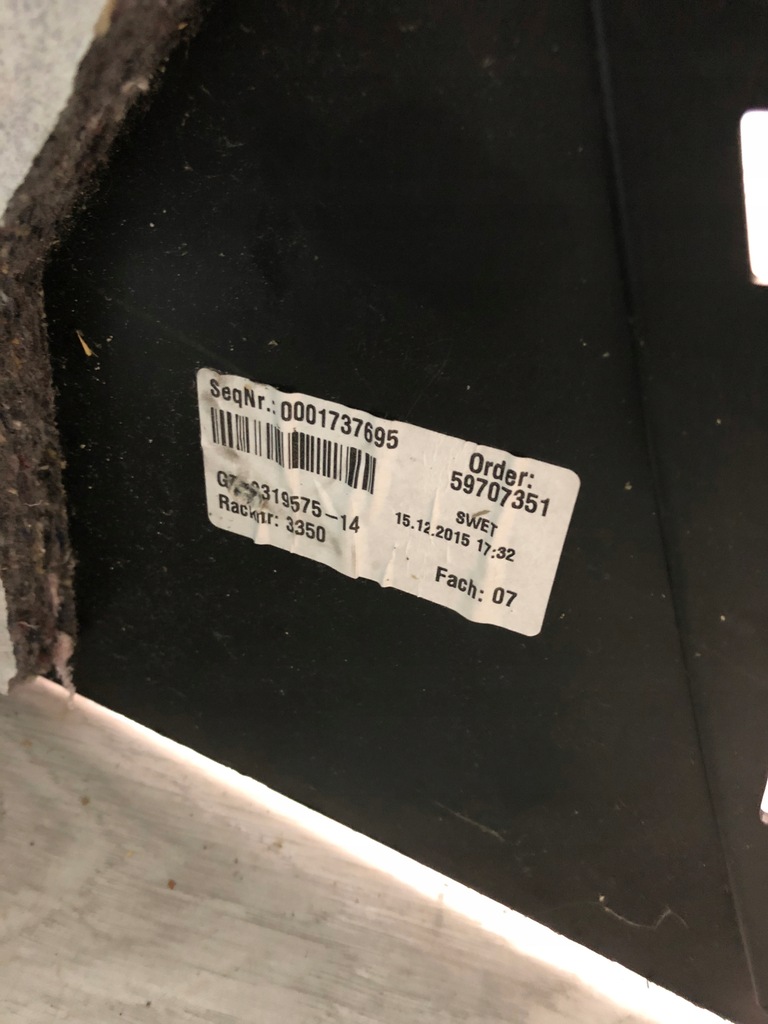 SeqNr.: 0001737695
Order:
59707351
SWET
15.12.2015 17:32
Racknr: 3350
Fach: 07